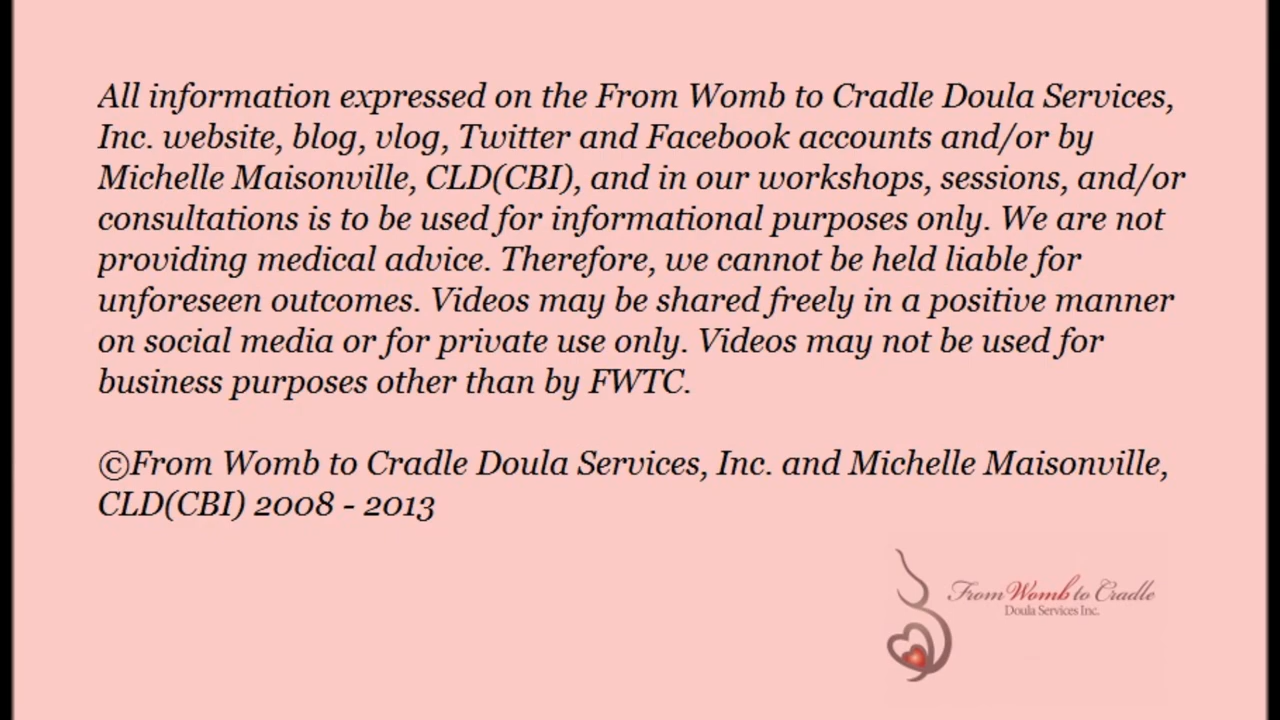 All information expressed on the From Womb to Cradle Doula Services,
Inc. website, blog, vlog, Twitter and Facebook accounts and/or by
Michelle Maisonville, CLD(CBI), and in our workshops, sessions, and/or
consultations is to be used for informational purposes only. We are not
providing medical advice. Therefore, we cannot be held liable for
unforeseen outcomes. Videos may be shared freely in a positive manner
on social media or for private use only. Videos may not be used for
business purposes other than by FWTC.
©From Womb to Cradle Doula Services, Inc. and Michelle Maisonville,
CLD(CBI) 2008 - 2013
From Womb to Cradle
Doula Services Inc.